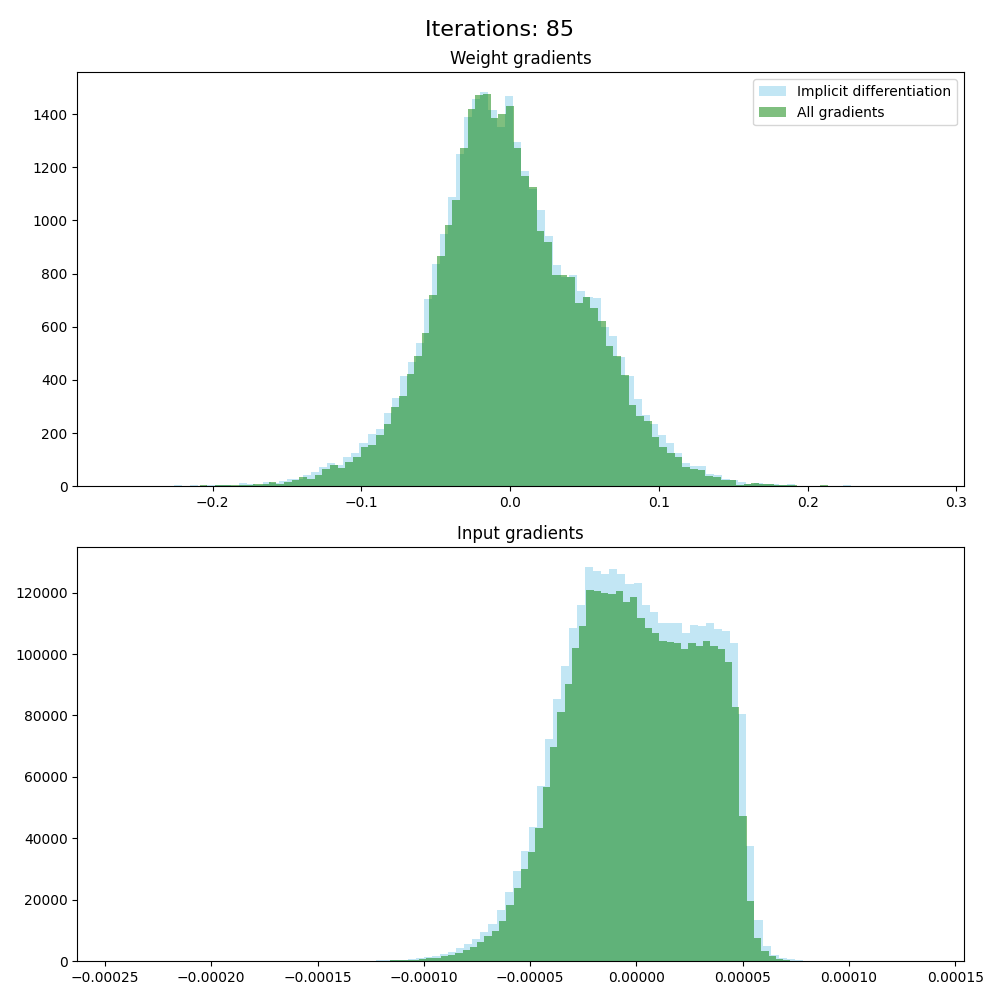 Iterations: 85
Weight gradients
Implicit differentiation
All gradients
1400
1200
1000
800
600
400
200
0
−0.2 −0.1 0.0 0.1 0.2 0.3
Input gradients
120000
100000
80000
60000
40000
20000
0
−0.00025 −0.00020 −0.00015 −0.00010 −0.00005 0.00000 0.00005 0.00010 0.00015